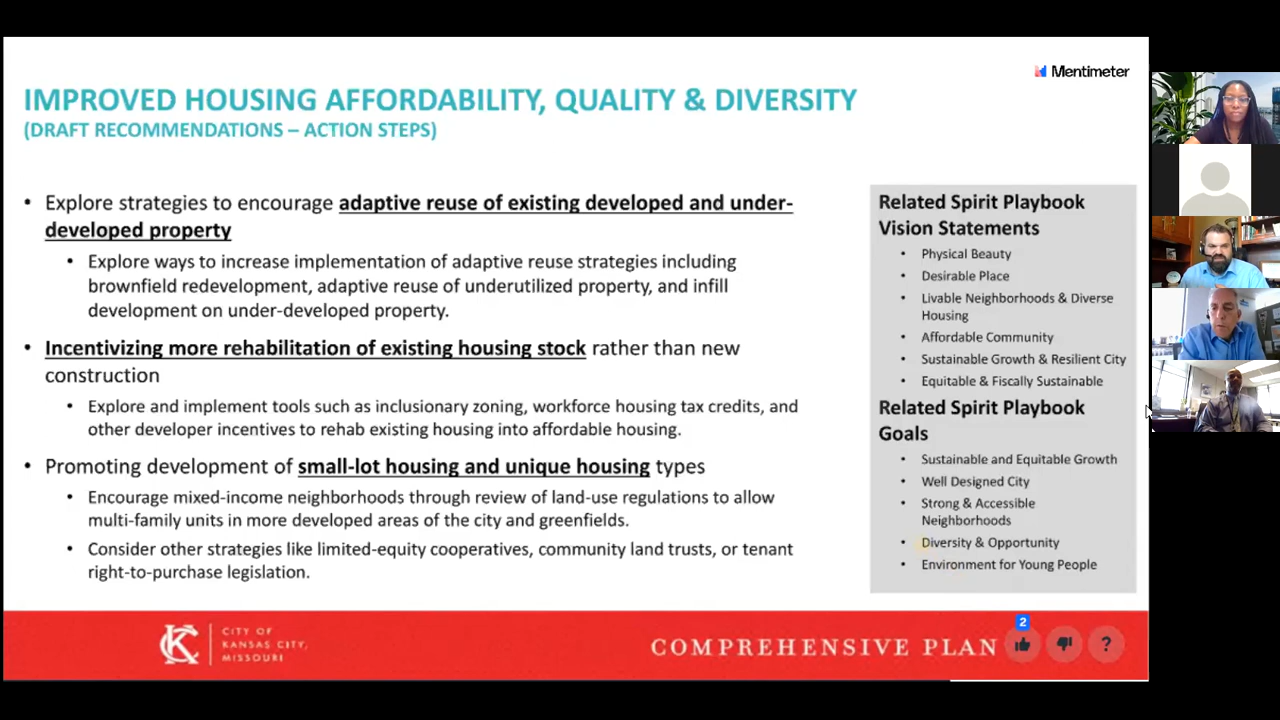 Mentimeter
IMPROVED HOUSING AFFORDABILITY, QUALITY & DIVERSITY
(DRAFT RECOMMENDATIONS – ACTION STEPS)
• Explore strategies to encourage adaptive reuse of existing developed and under-
developed property
• Explore ways to increase implementation of adaptive reuse strategies including
brownfield redevelopment, adaptive reuse of underutilized property, and infill
development on under-developed property.
• Incentivizing more rehabilitation of existing housing stock rather than new
construction
• Explore and implement tools such as inclusionary zoning, workforce housing tax credits, and
other developer incentives to rehab existing housing into affordable housing.
• Promoting development of small-lot housing and unique housing types
• Encourage mixed-income neighborhoods through review of land-use regulations to allow
multi-family units in more developed areas of the city and greenfields.
• Consider other strategies like limited-equity cooperatives, community land trusts, or tenant
right-to-purchase legislation.
Related Spirit Playbook
Vision Statements
• Physical Beauty
• Desirable Place
• Livable Neighborhoods & Diverse
Housing
• Affordable Community
• Sustainable Growth & Resilient City
• Equitable & Fiscally Sustainable
Related Spirit Playbook
Goals
• Sustainable and Equitable Growth
• Well Designed City
• Strong & Accessible
Neighborhoods
• Diversity & Opportunity
• Environment for Young People
KC
CITY OF
KANSAS CITY,
MISSOURI
COMPREHENSIVE PLAN
2
?